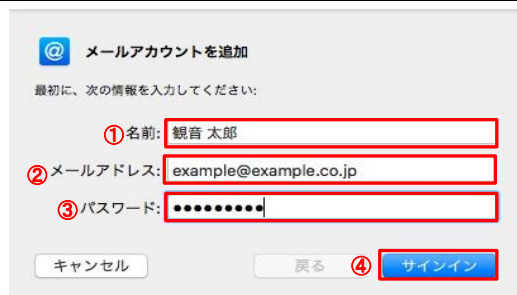 @ メールアカウントを追加
最初に、次の情報を入力してください:
①名前: 観音 太郎
②メールアドレス: example@example.co.jp
③パスワード: ●●●●●●●●●
キャンセル 戻る ④ サインイン